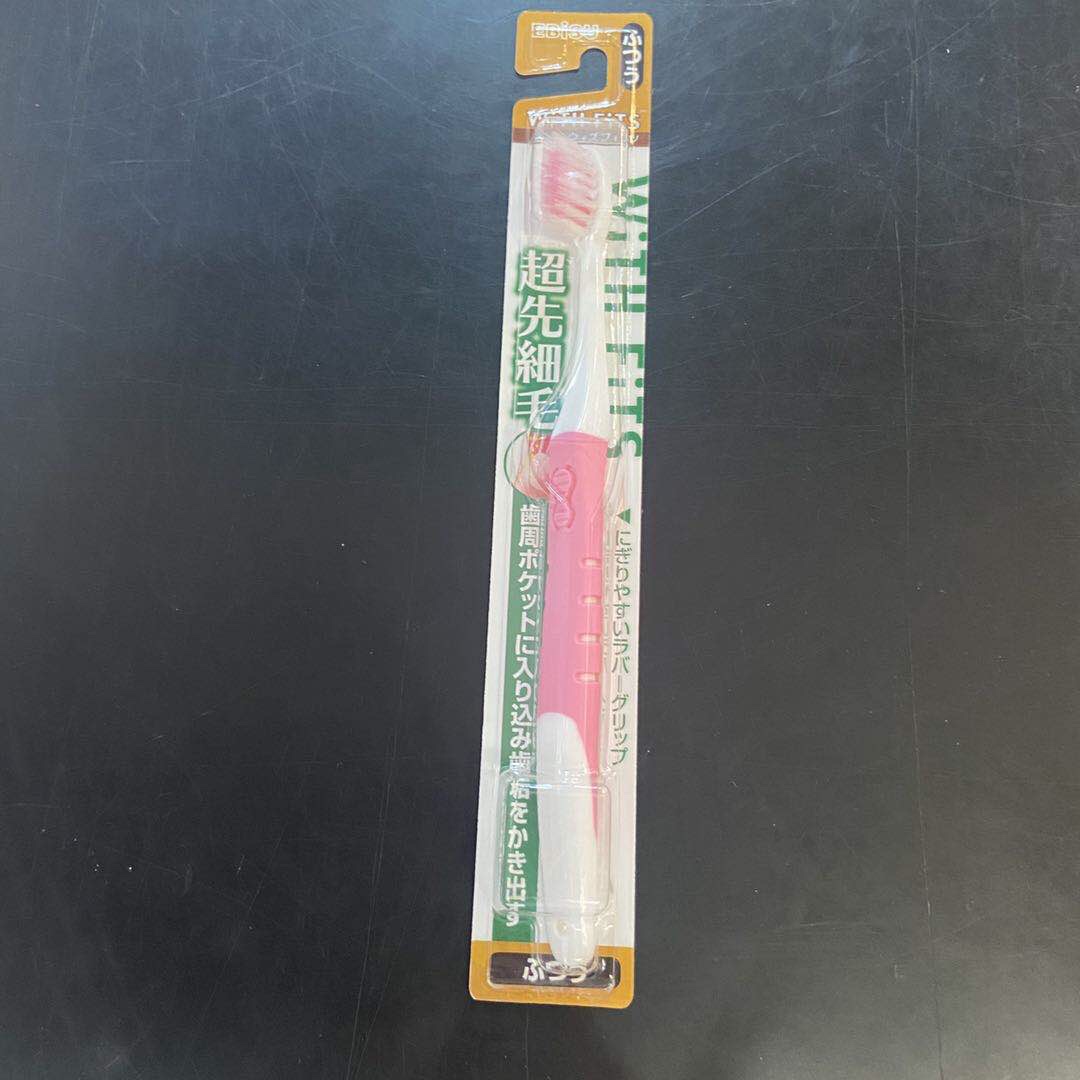 EBiSU
ふつう
WiTH FiTS
WiTH FiTS
超先細毛
▼にぎりやすいラバーグリップ
歯周ポケットに入り込み歯垢をかき出す
ふつう